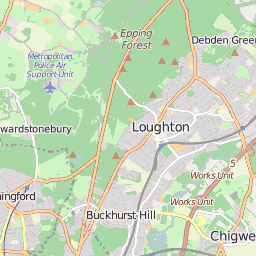 Epping
Forest
Debden Green
Metropolitan
Police Air
Support Unit
wardstonebury
Loughton
5
Works Unit
Works Unit
ingford
Buckhurst Hill
Chigwe